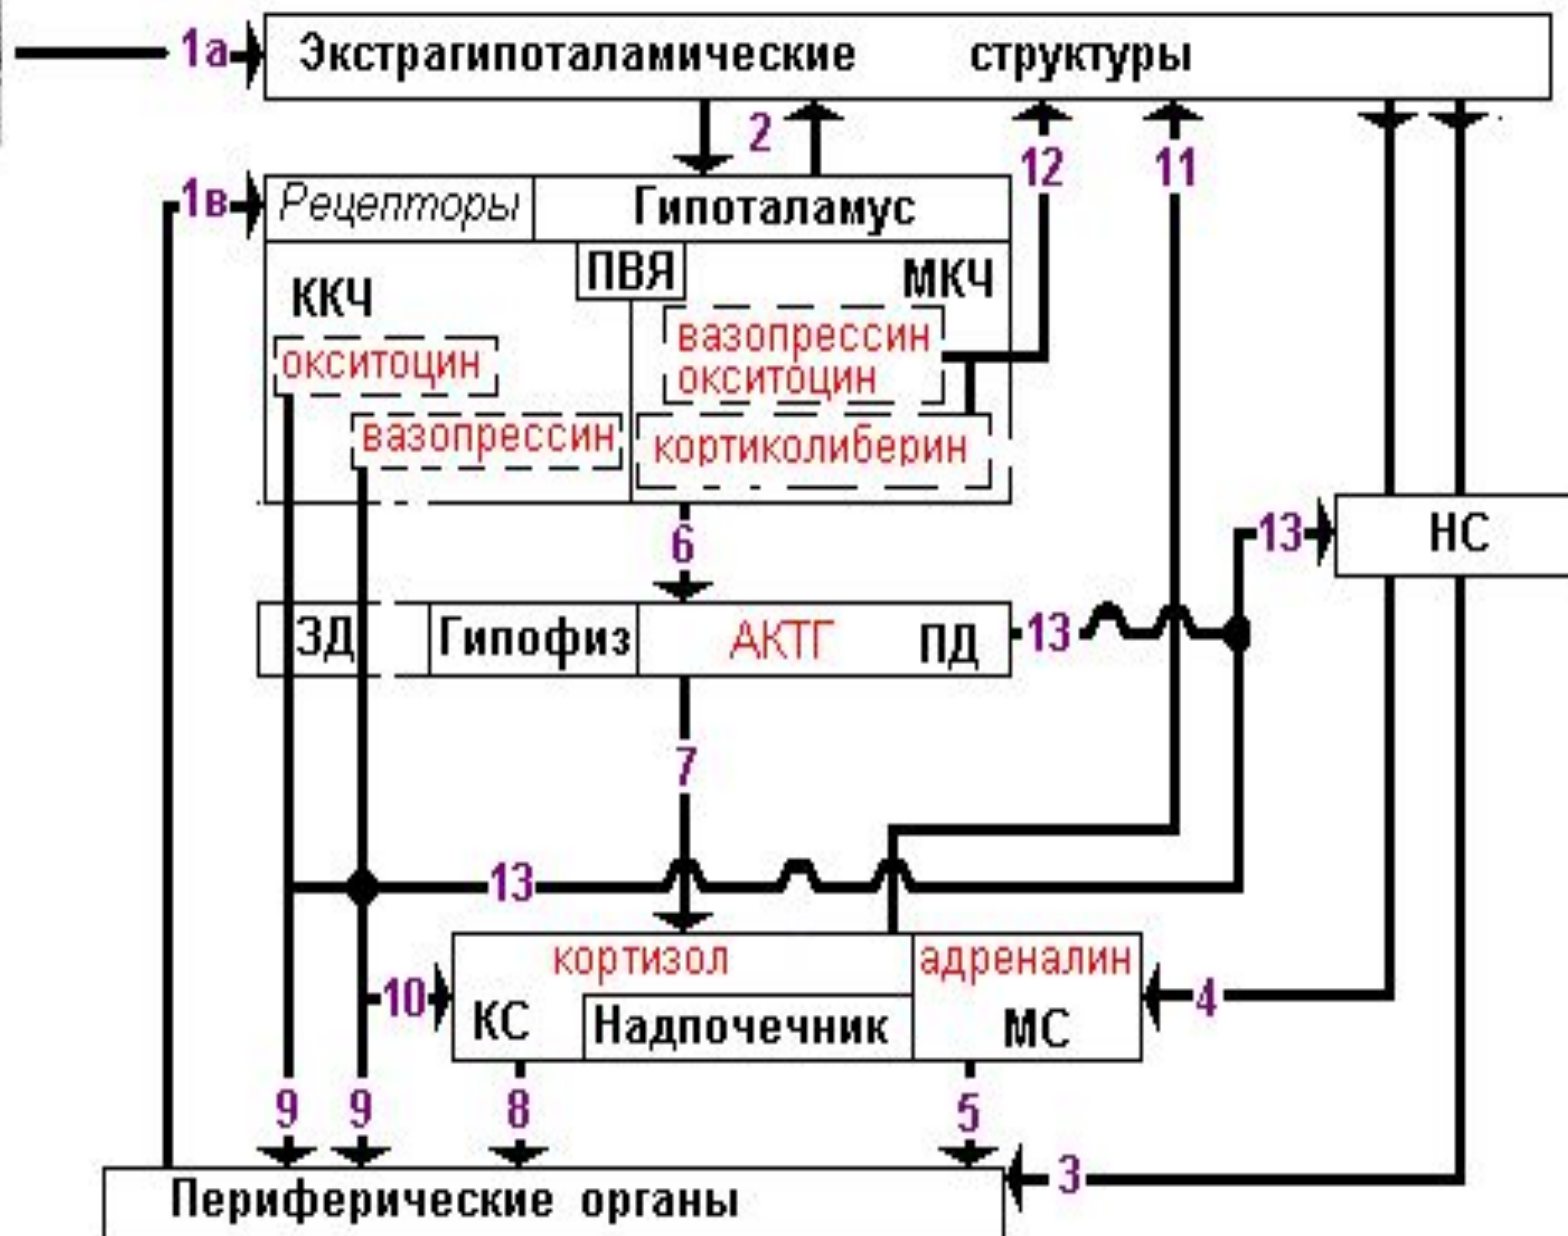 1а
Экстрагипоталамические структуры
2
12
11
1в
Рецепторы
Гипоталамус
ПВЯ
ККЧ
МКЧ
окситоцин
вазопрессин
окситоцин
вазопрессин
кортиколиберин
6
13
НС
ЗД
Гипофиз
АКТГ
ПД
13
7
13
кортизол
адреналин
10
КС
Надпочечник
МС
4
9
9
8
5
3
Периферические органы